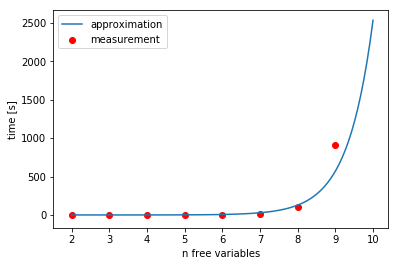 approximation
measurement
2500
2000
1500
1000
500
0
time [s]
2 3 4 5 6 7 8 9 10
n free variables